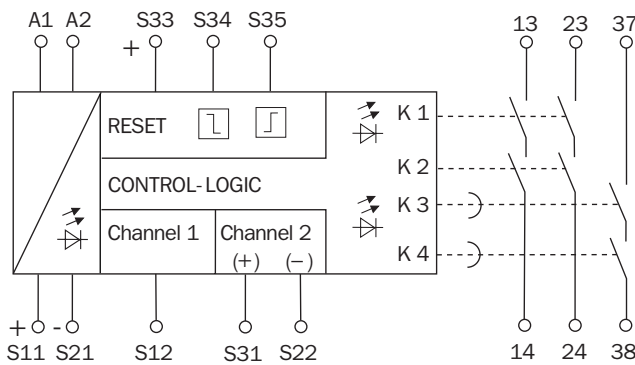 A1 A2 S33 S34 S35 13 23 37
+
RESET K 1
K 2
CONTROL-LOGIC
K 3
Channel 1 Channel 2
(+) (−) K 4
+ -
S11 S21 S12 S31 S22 14 24 38